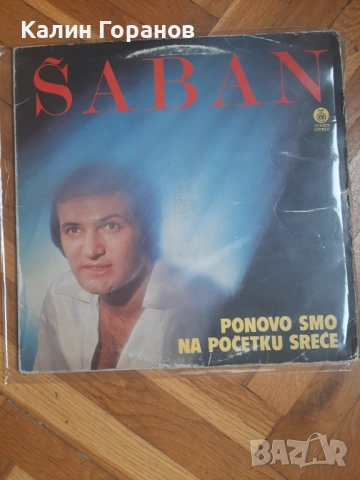 Калин Горанов
ŠABAN
STEREO
PONOVO SMO
NA POČETKU SREĆE
BAZAR